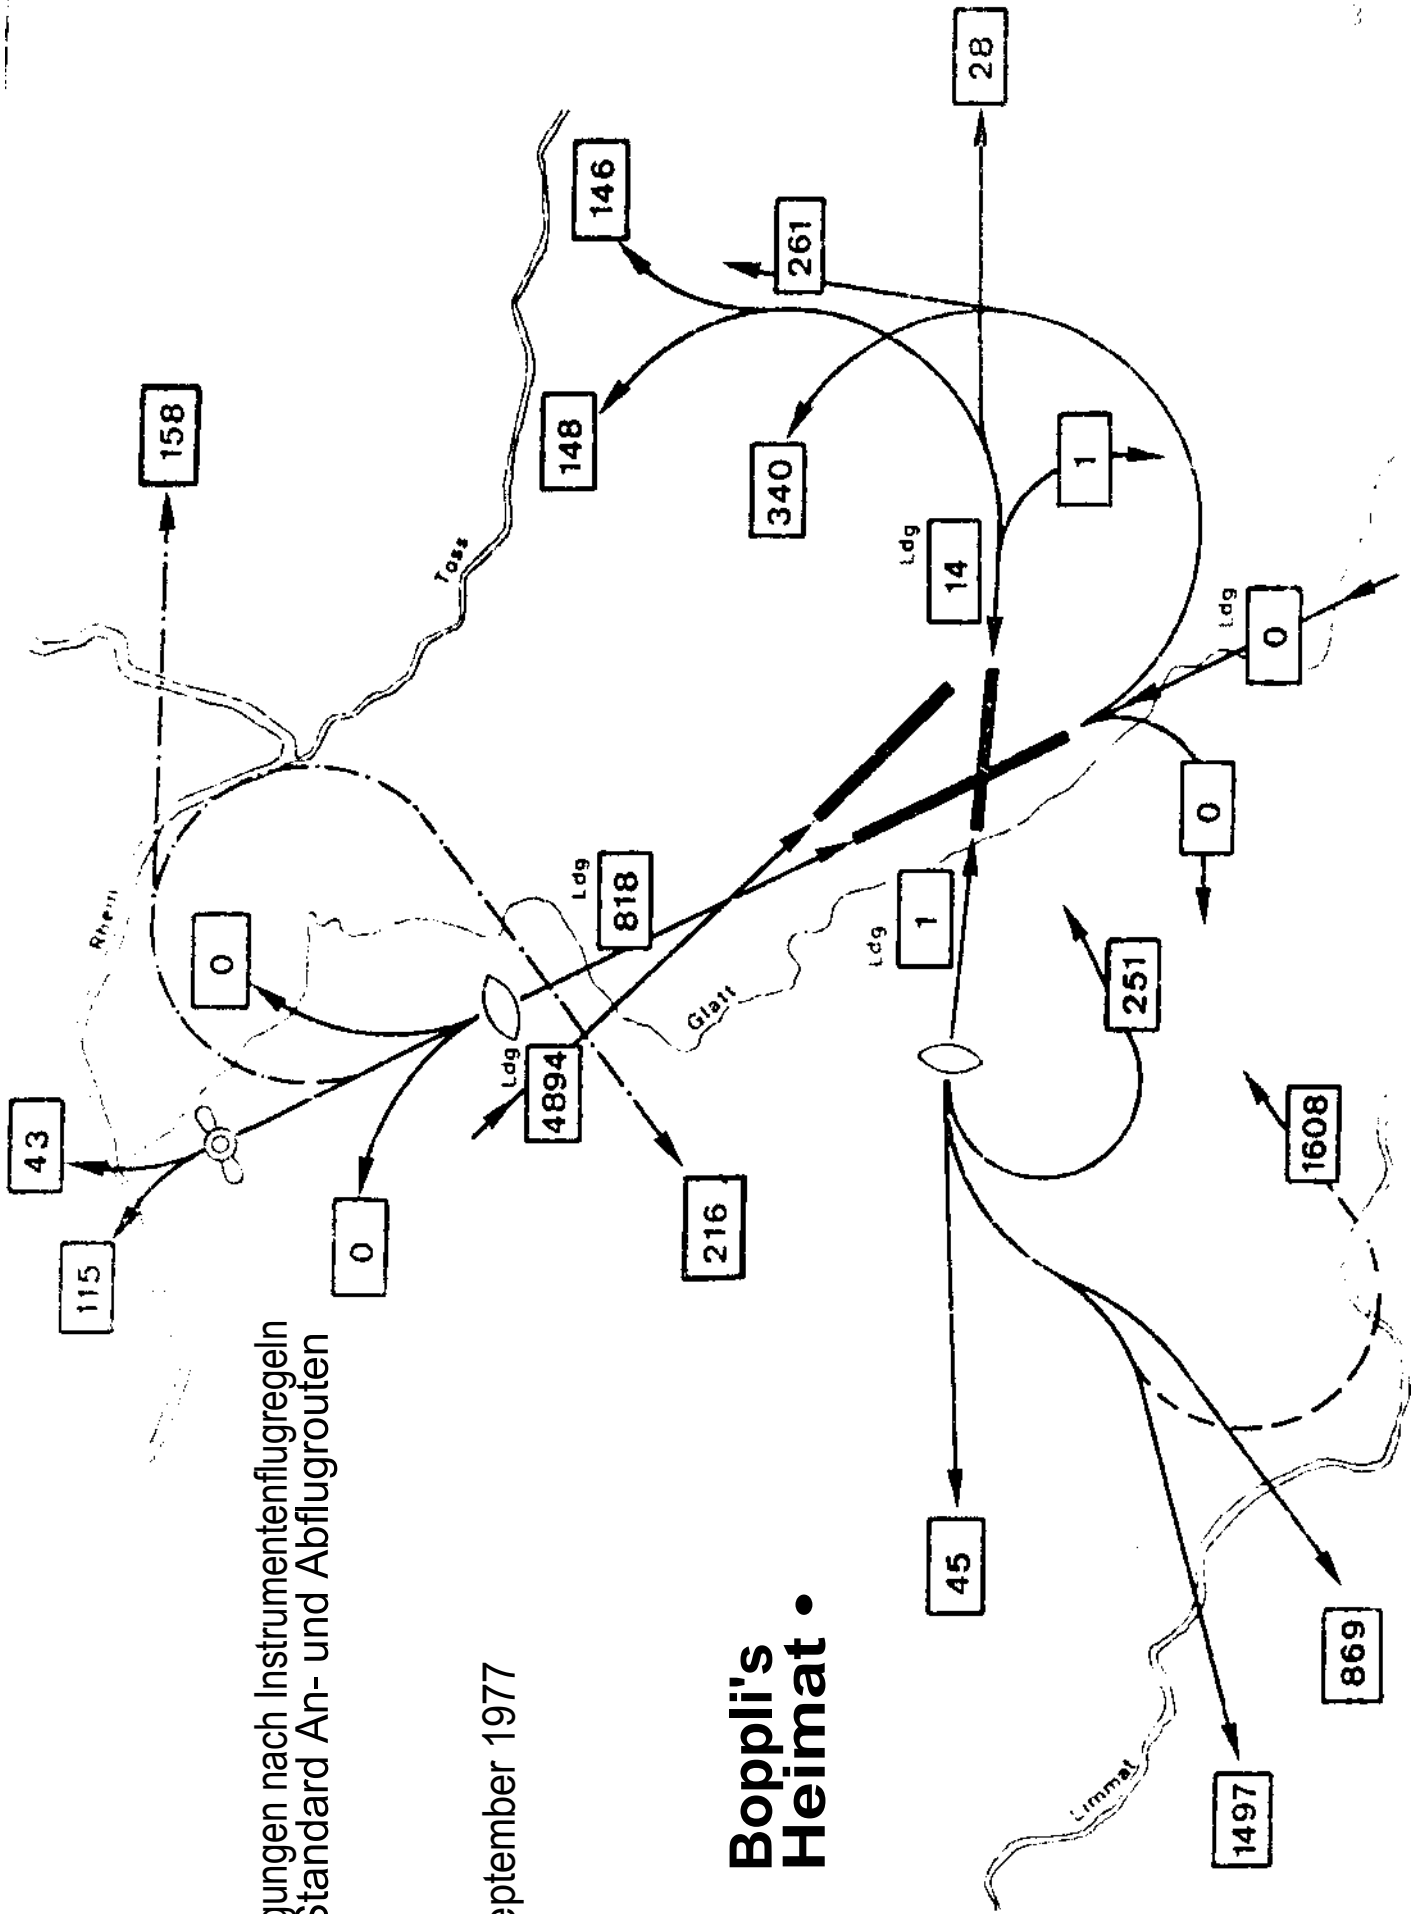 gungen nach Instrumentenflugregeln
Standard An- und Abflugrouten
eptember 1977
Boppli's
Heimat •
43
115
0
0
158
Rhein
Töss
216
Ldg
4894
Ldg
818
Glatt
148
146
340
261
28
Ldg
14
1
Ldg
1
Ldg
0
0
251
1608
45
869
1497
Limmat